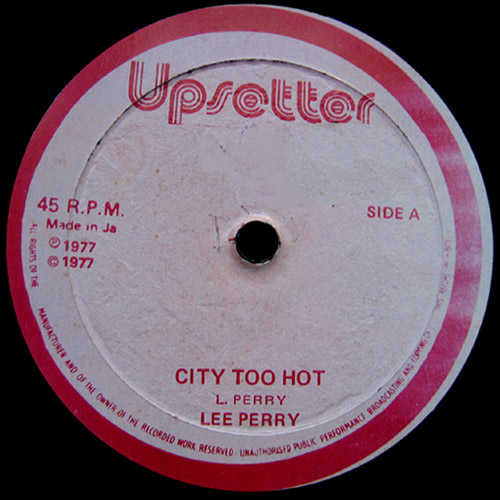 Upsetter
45 R.P.M.
SIDE A
Made in Ja
℗ 1977
© 1977
CITY TOO HOT
L. PERRY
LEE PERRY
ALL RIGHTS OF THE
MANUFACTURER AND OF THE OWNER OF THE RECORDED WORK RESERVED. UNAUTHORISED PUBLIC PERFORMANCE BROADCASTING AND COPYING